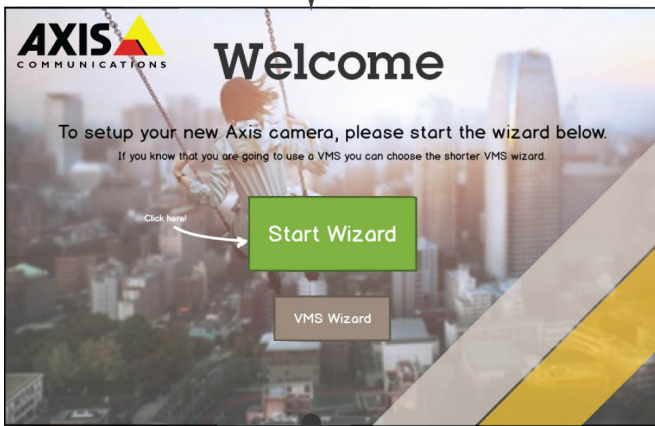 AXIS
COMMUNICATIONS
Welcome
To setup your new Axis camera, please start the wizard below.
If you know that you are going to use a VMS you can choose the shorter VMS wizard.
Click here!
Start Wizard
VMS Wizard